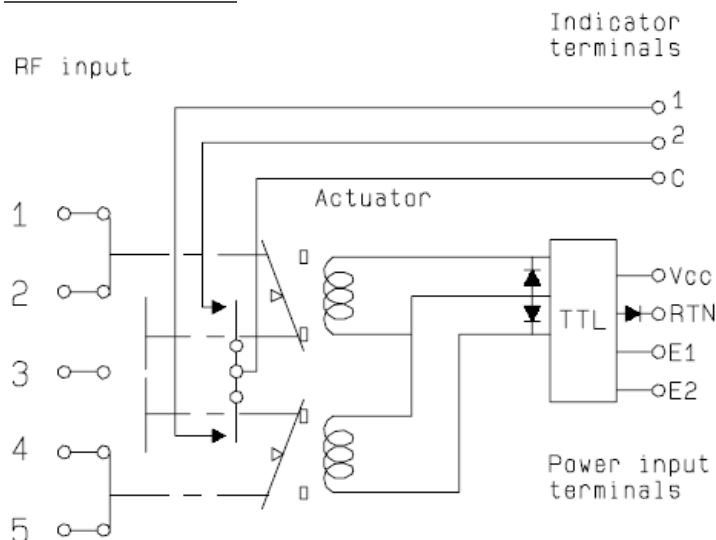 Indicator
terminals
RF input
1
2
C
Actuator
1
2
3
4
5
TTL
Vcc
RTN
E1
E2
Power input
terminals